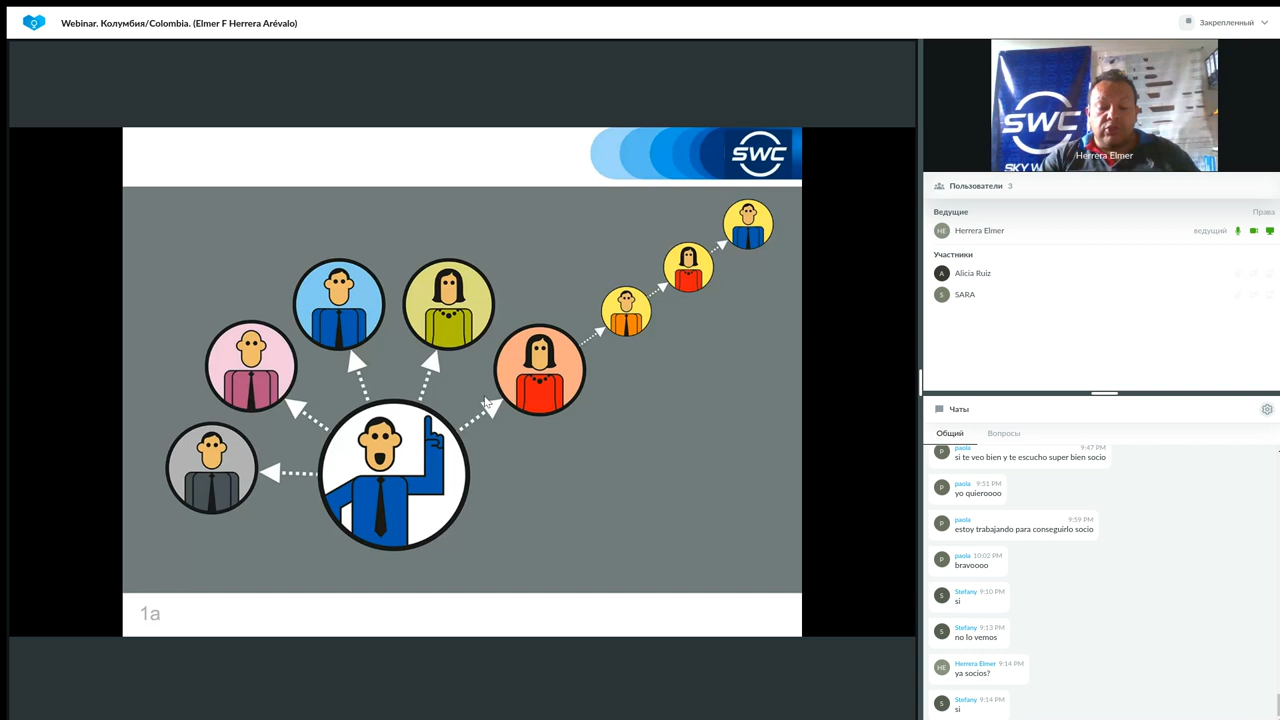 Webinar. Колумбия/Colombia. (Elmer F Herrera Arévalo)
Закрепленный
SWC
1a
SWC
SKY W
Herrera Elmer
Пользователи 3
Ведущие
Права
HE
Herrera Elmer
ведущий
Участники
A
Alicia Ruiz
S
SARA
Чаты
Общий
Вопросы
P
paola 9:47 PM
si te veo bien y te escucho super bien socio
P
paola 9:51 PM
yo quieroooo
P
paola 9:59 PM
estoy trabajando para conseguirlo socio
P
paola 10:02 PM
bravoooo
S
Stefany 9:10 PM
si
S
Stefany 9:13 PM
no lo vemos
HE
Herrera Elmer 9:14 PM
ya socios?
S
Stefany 9:14 PM
si